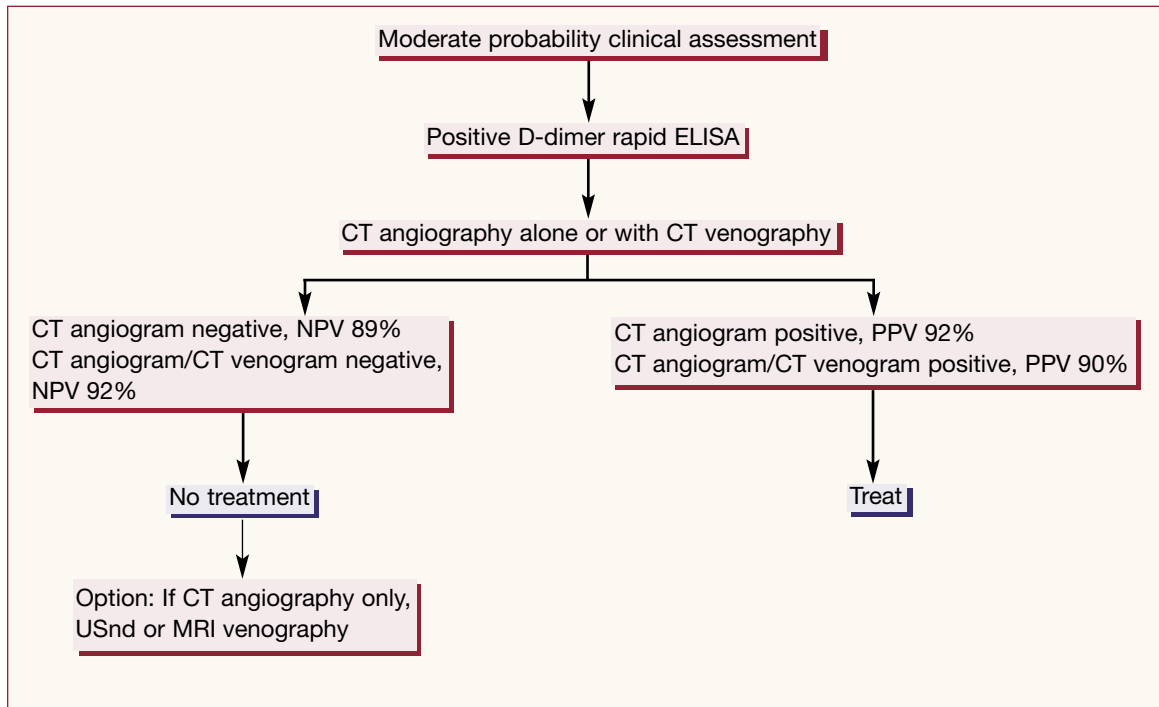 Moderate probability clinical assessment
Positive D-dimer rapid ELISA
CT angiography alone or with CT venography
CT angiogram negative, NPV 89%
CT angiogram/CT venogram negative,
NPV 92%
CT angiogram positive, PPV 92%
CT angiogram/CT venogram positive, PPV 90%
No treatment
Treat
Option: If CT angiography only,
USnd or MRI venography